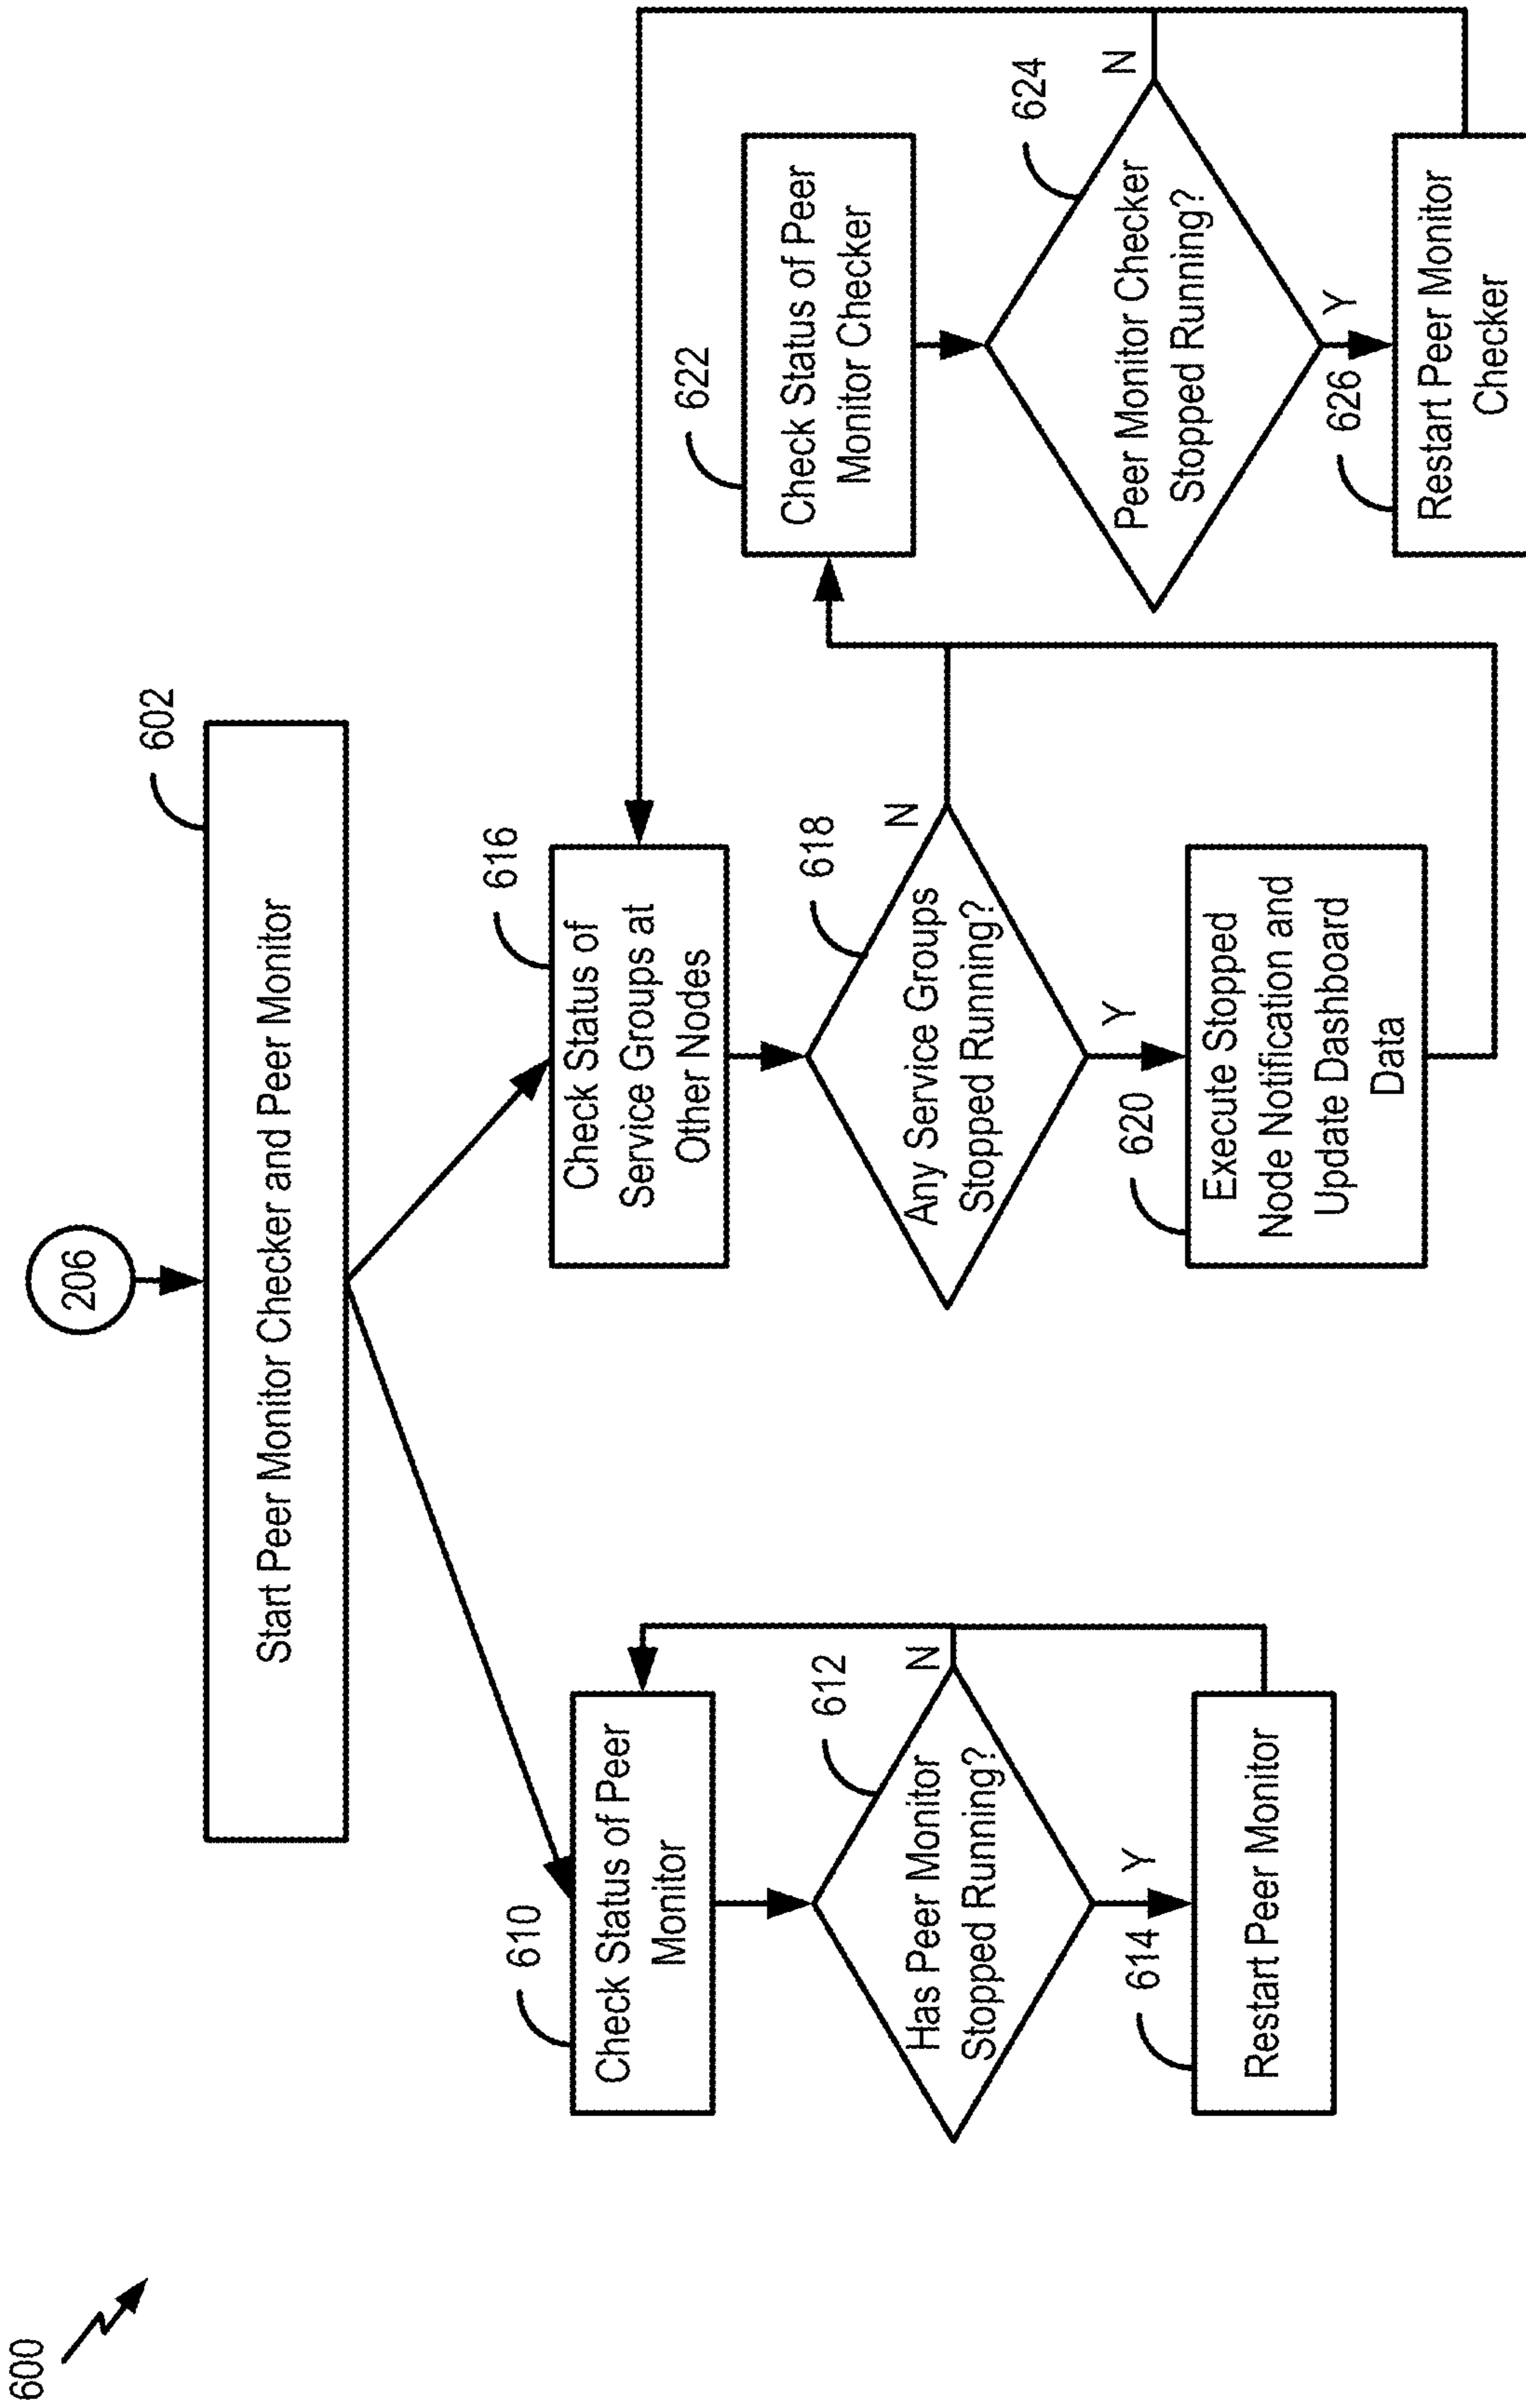 600
206
602
Start Peer Monitor Checker and Peer Monitor
610
Check Status of Peer
Monitor
612
Has Peer Monitor
Stopped Running?
N
Y
614
Restart Peer Monitor
616
Check Status of
Service Groups at
Other Nodes
618
Any Service Groups
Stopped Running?
N
Y
620
Execute Stopped
Node Notification and
Update Dashboard
Data
622
Check Status of Peer
Monitor Checker
624
Peer Monitor Checker
Stopped Running?
N
Y
626
Restart Peer Monitor
Checker